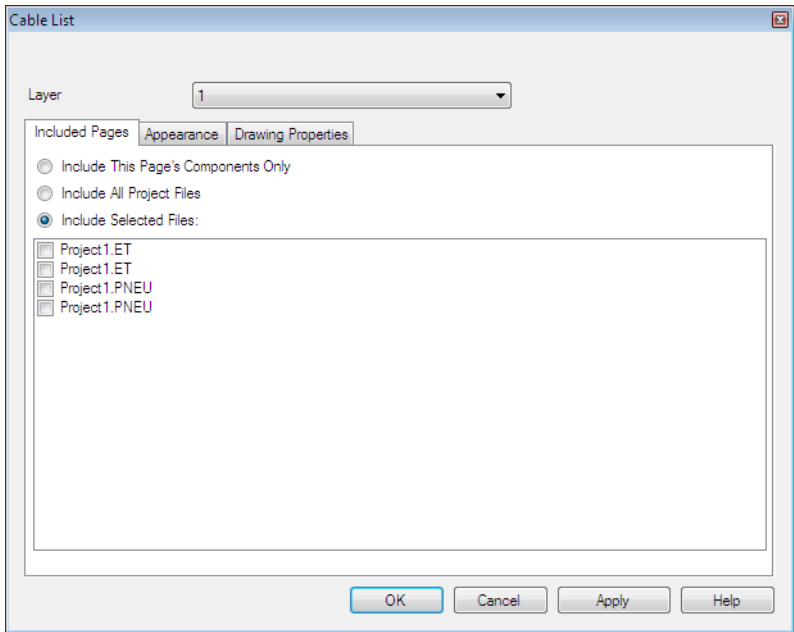 Cable List
Layer 1
Included Pages Appearance Drawing Properties
Include This Page's Components Only
Include All Project Files
Include Selected Files:
Project1.ET
Project1.ET
Project1.PNEU
Project1.PNEU
OK Cancel Apply Help